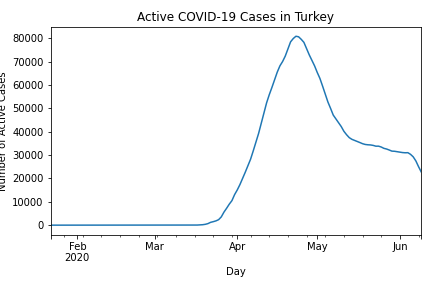 Active COVID-19 Cases in Turkey
Number of Active Cases
80000
70000
60000
50000
40000
30000
20000
10000
0
Feb Mar Apr May Jun
2020
Day